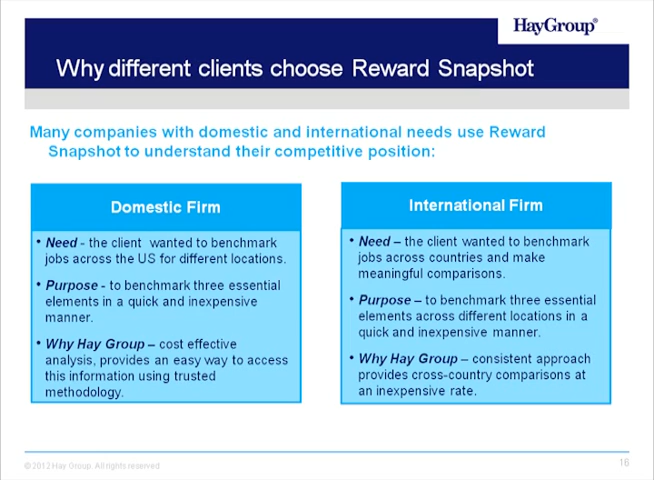 HayGroup®
Why different clients choose Reward Snapshot
Many companies with domestic and international needs use Reward
Snapshot to understand their competitive position:
Domestic Firm
• Need - the client wanted to benchmark
jobs across the US for different locations.
• Purpose - to benchmark three essential
elements in a quick and inexpensive
manner.
• Why Hay Group – cost effective
analysis, provides an easy way to access
this information using trusted
methodology.
International Firm
• Need – the client wanted to benchmark
jobs across countries and make
meaningful comparisons.
• Purpose – to benchmark three essential
elements across different locations in a
quick and inexpensive manner.
• Why Hay Group – consistent approach
provides cross-country comparisons at
an inexpensive rate.
© 2012 Hay Group. All rights reserved
16